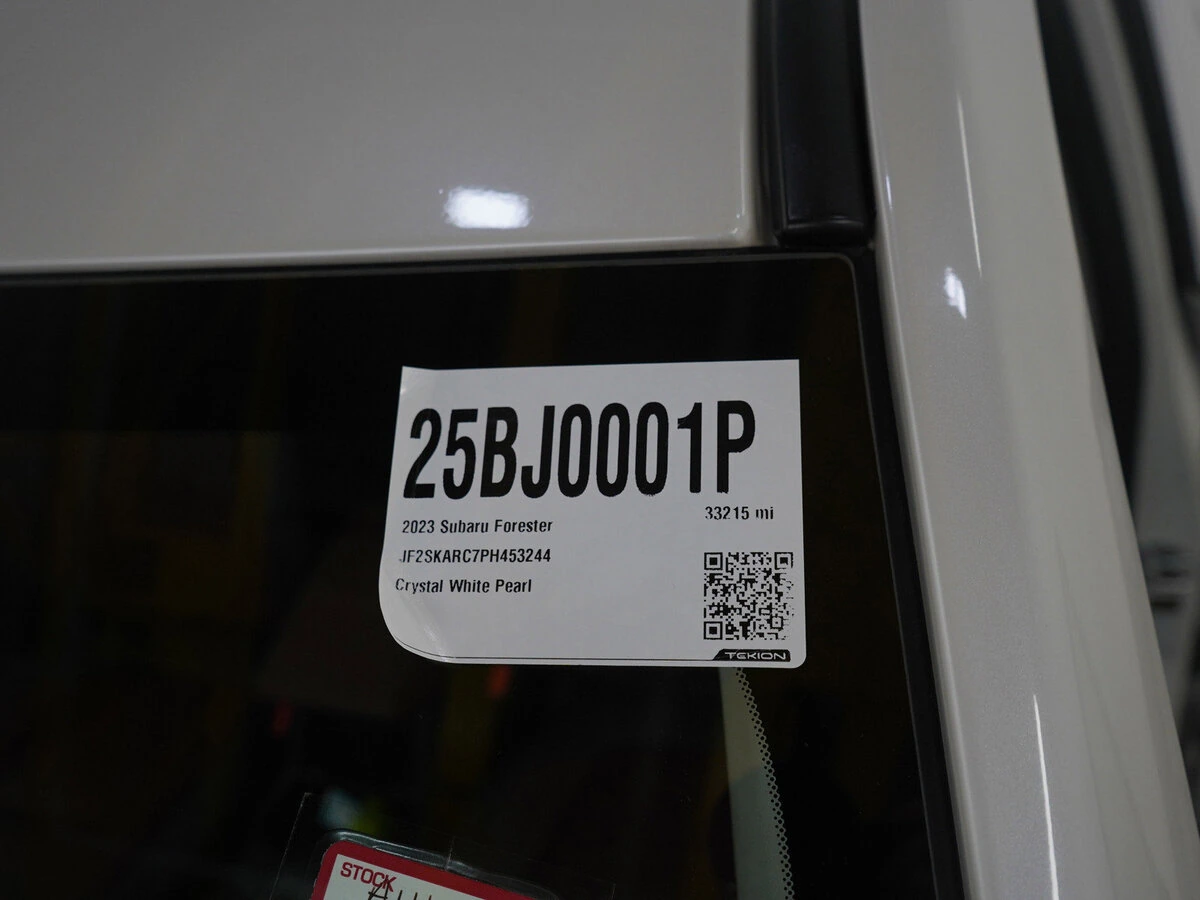 25BJ0001P
33215 mi
2023 Subaru Forester
JF2SKARC7PH453244
Crystal White Pearl
TEKION
STOCK